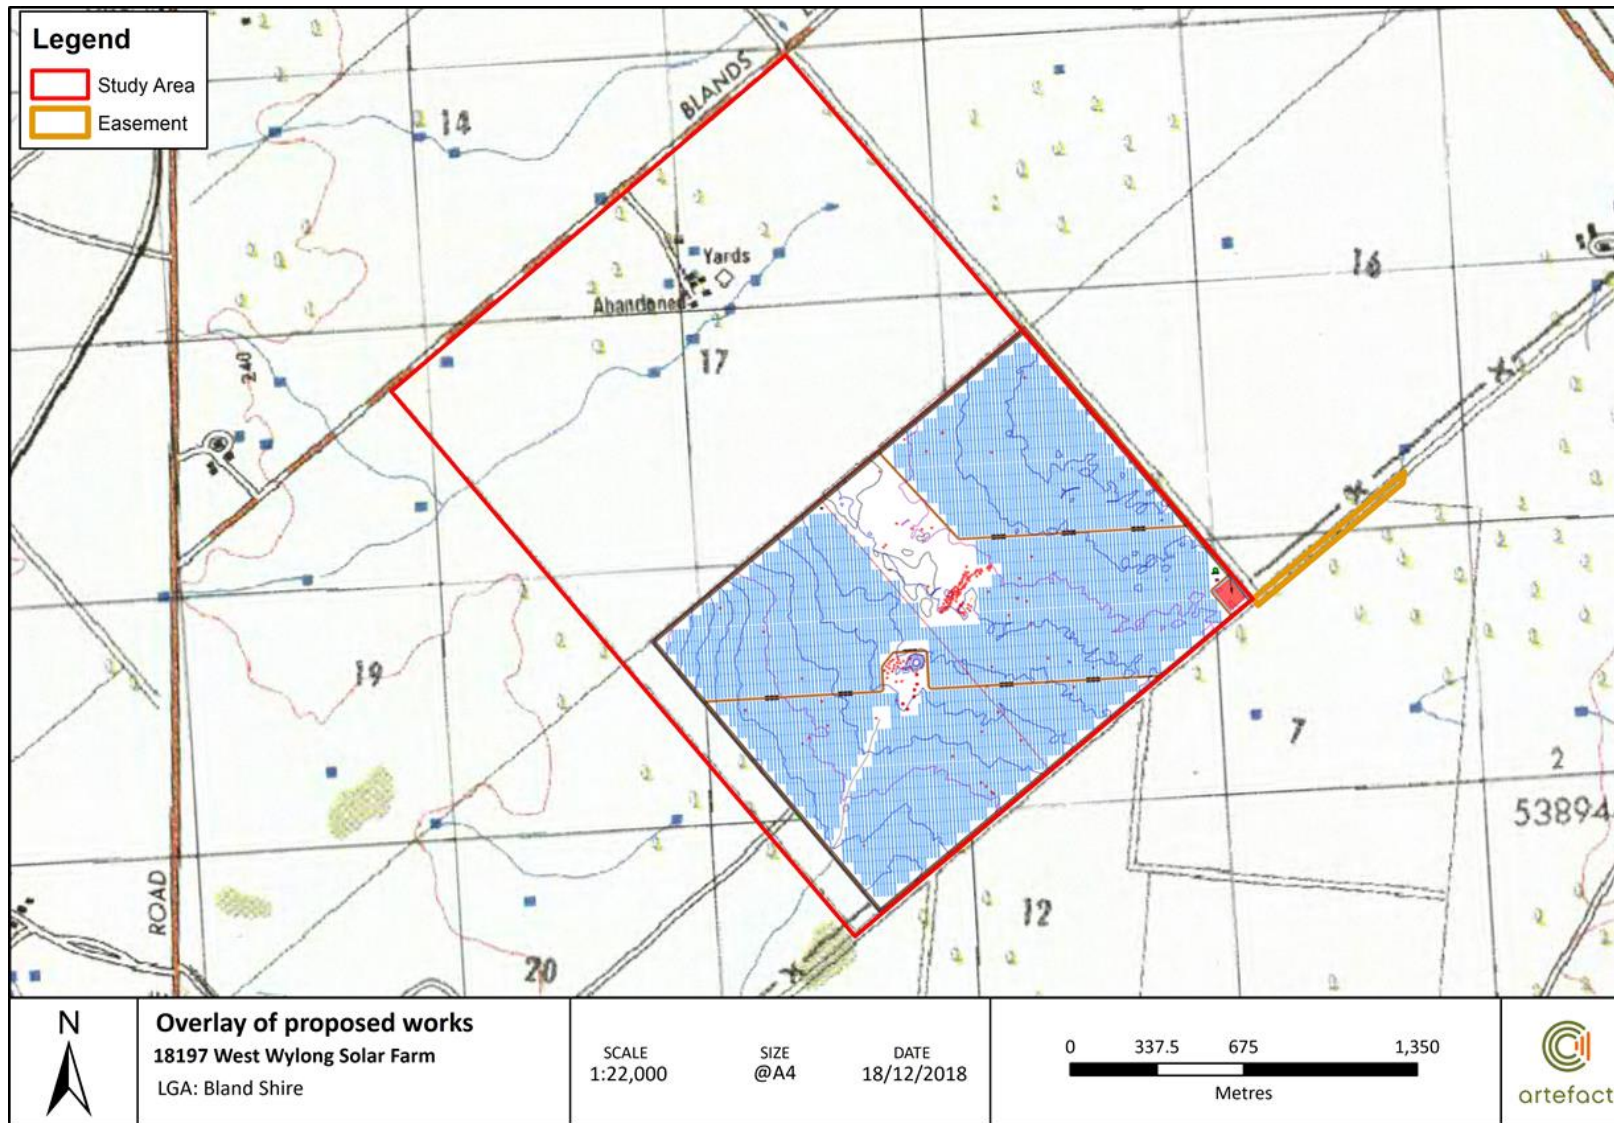 Legend
Study Area
Easement
BLANDS
14
16
Yards
Abandoned
17
240
19
7
2
53894
12
ROAD
20
N
Overlay of proposed works
18197 West Wylong Solar Farm
LGA: Bland Shire
SCALE
1:22,000
SIZE
@A4
DATE
18/12/2018
0 337.5 675 1,350
Metres
artefact